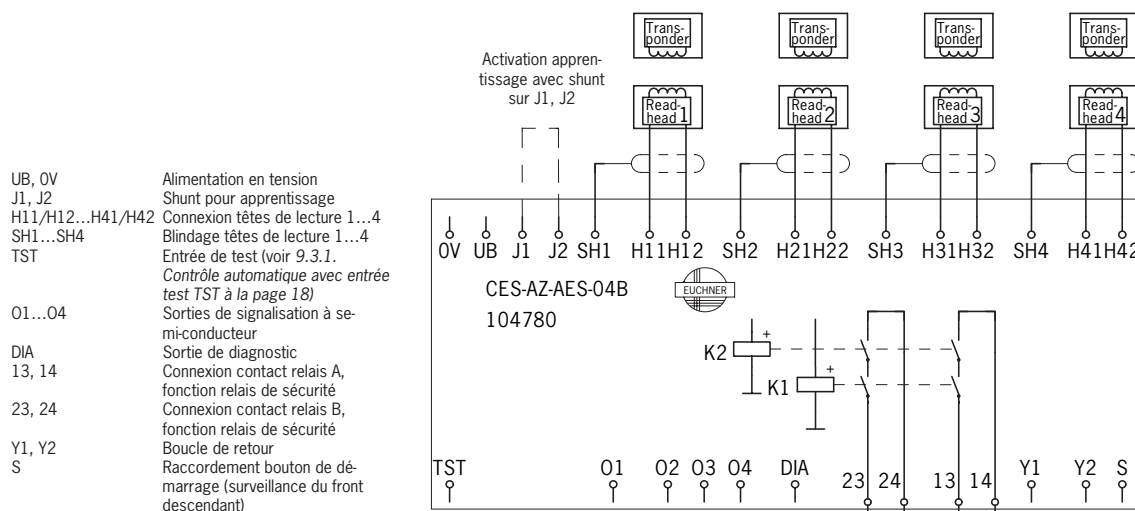 Trans-
ponder
Trans-
ponder
Trans-
ponder
Trans-
ponder
Activation appren-
tissage avec shunt
sur J1, J2
Read-
head 1
Read-
head 2
Read-
head 3
Read-
head 4
UB, 0V Alimentation en tension
J1, J2 Shunt pour apprentissage
H11/H12...H41/H42 Connexion têtes de lecture 1...4
SH1...SH4 Blindage têtes de lecture 1...4
TST Entrée de test (voir 9.3.1.
Contrôle automatique avec entrée
test TST à la page 18)
O1...O4 Sorties de signalisation à se-
mi-conducteur
DIA Sortie de diagnostic
13, 14 Connexion contact relais A,
fonction relais de sécurité
23, 24 Connexion contact relais B,
fonction relais de sécurité
Y1, Y2 Boucle de retour
S Raccordement bouton de dé-
marrage (surveillance du front
descendant)
0V UB J1 J2 SH1 H11 H12 SH2 H21 H22 SH3 H31 H32 SH4 H41 H42
CES-AZ-AES-04B
104780
EUCHNER
K2 +
K1 +
TST O1 O2 O3 O4 DIA 23 24 13 14 Y1 Y2 S